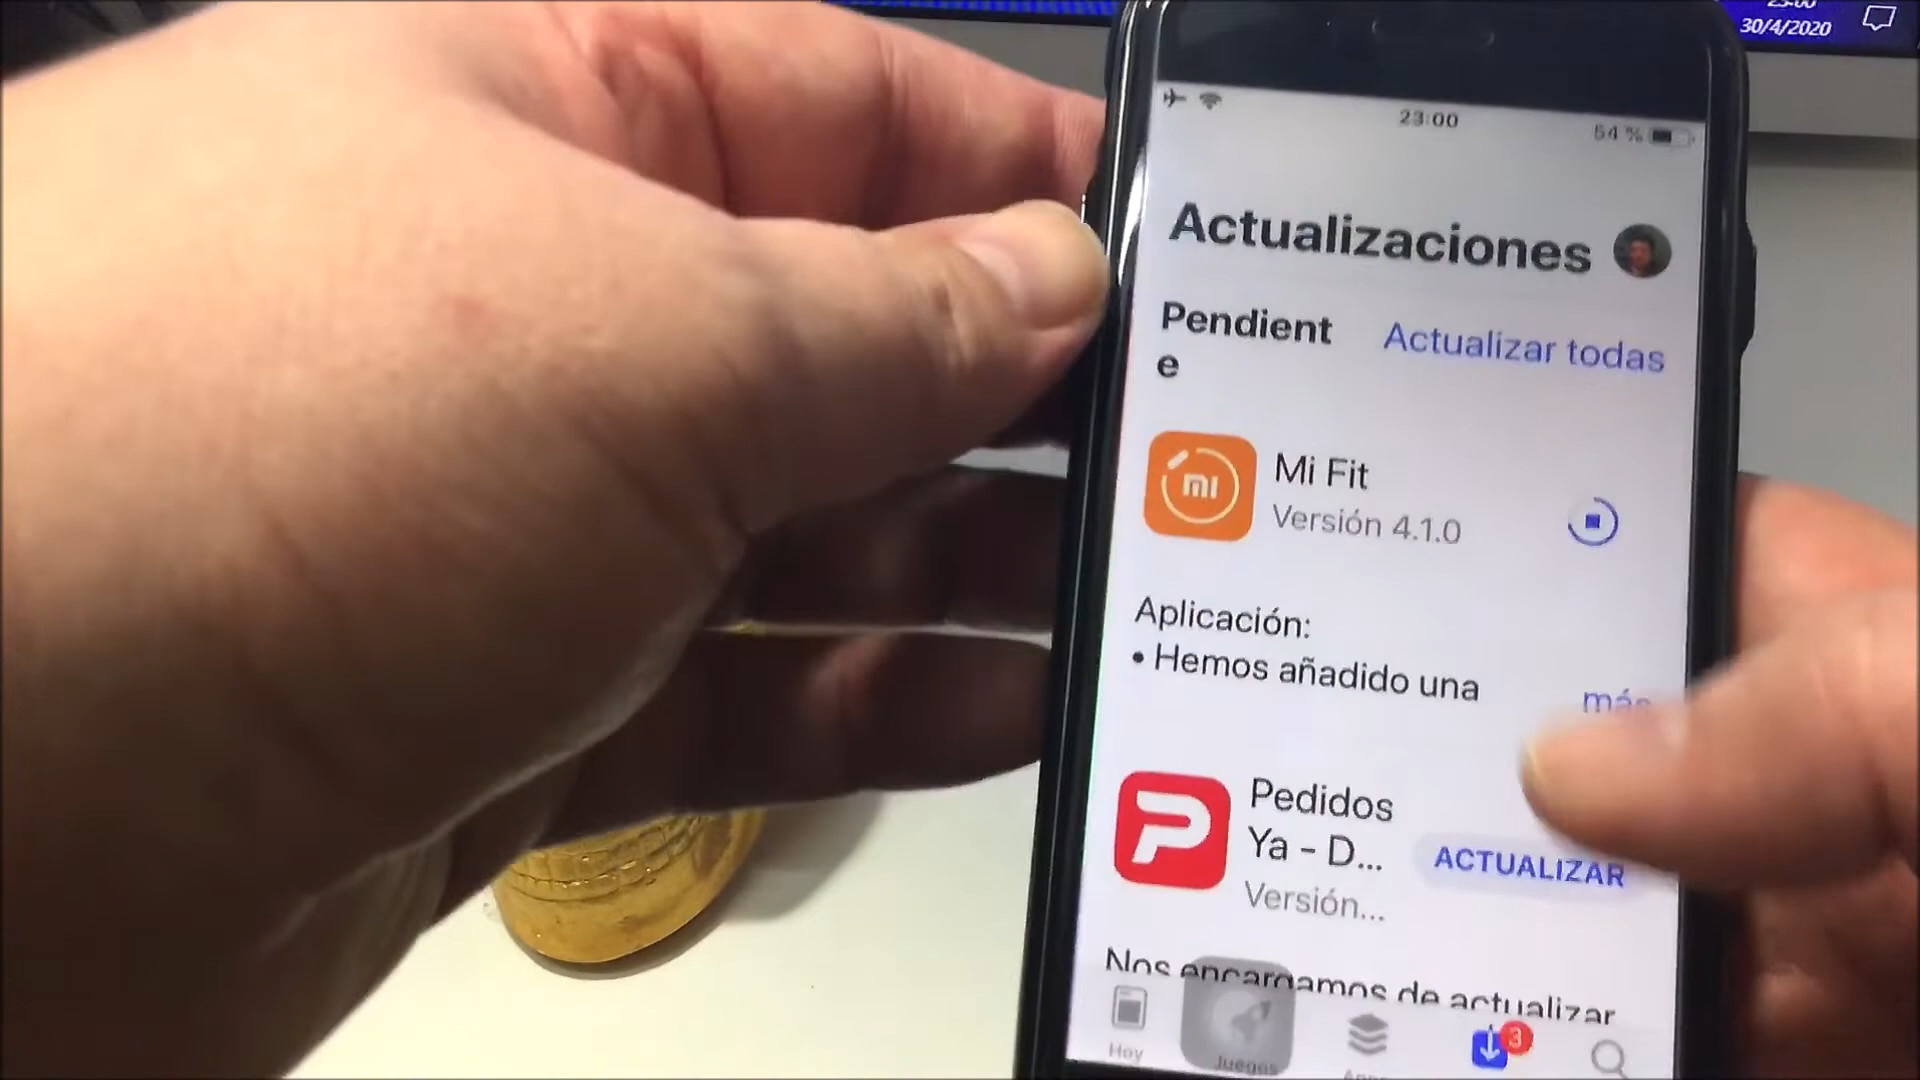 30/4/2020
23:00
54 %
Actualizaciones
Pendient
e
Actualizar todas
mi
Mi Fit
Versión 4.1.0
Aplicación:
• Hemos añadido una
más
Pedidos
Ya - D...
Versión...
ACTUALIZAR
Nos encargamos de actualizar
Hoy
Juegos
3